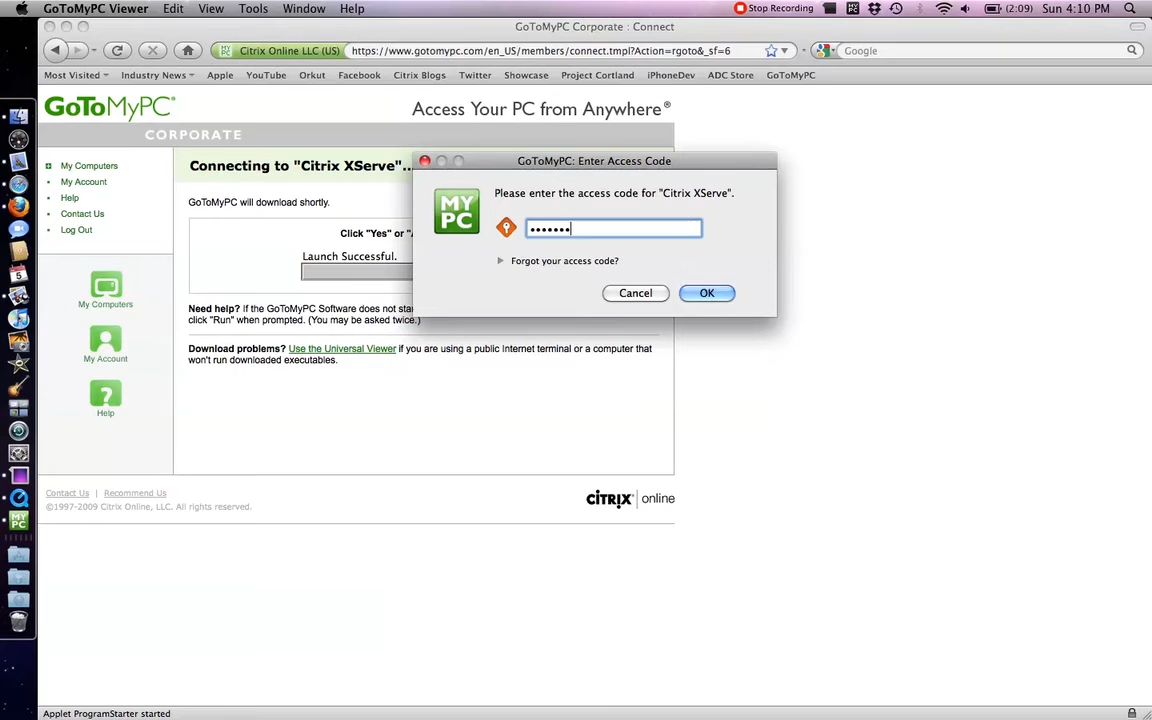 GoToMyPC Viewer Edit View Tools Window Help Stop Recording (2:09) Sun 4:10 PM
GoToMyPC Corporate : Connect
Citrix Online LLC (US) https://www.gotomypc.com/en_US/members/connect.tmpl?Action=rgoto&_sf=6 Google
Most Visited Industry News Apple YouTube Orkut Facebook Citrix Blogs Twitter Showcase Project Cortland iPhoneDev ADC Store GoToMyPC
GoToMyPC® Access Your PC from Anywhere®
CORPORATE
My Computers
My Account
Help
Contact Us
Log Out
My Computers
My Account
Help
Connecting to "Citrix XServe"...
GoToMyPC will download shortly.
Click "Yes" or "
Launch Successful.
Need help? If the GoToMyPC Software does not star
click "Run" when prompted. (You may be asked twice.)
Download problems? Use the Universal Viewer if you are using a public Internet terminal or a computer that
won't run downloaded executables.
GoToMyPC: Enter Access Code
MY
PC
Please enter the access code for "Citrix XServe".
•••••••
Forgot your access code?
Cancel OK
Contact Us | Recommend Us
©1997-2009 Citrix Online, LLC. All rights reserved.
CITRIX | online
MY
PC
Applet ProgramStarter started